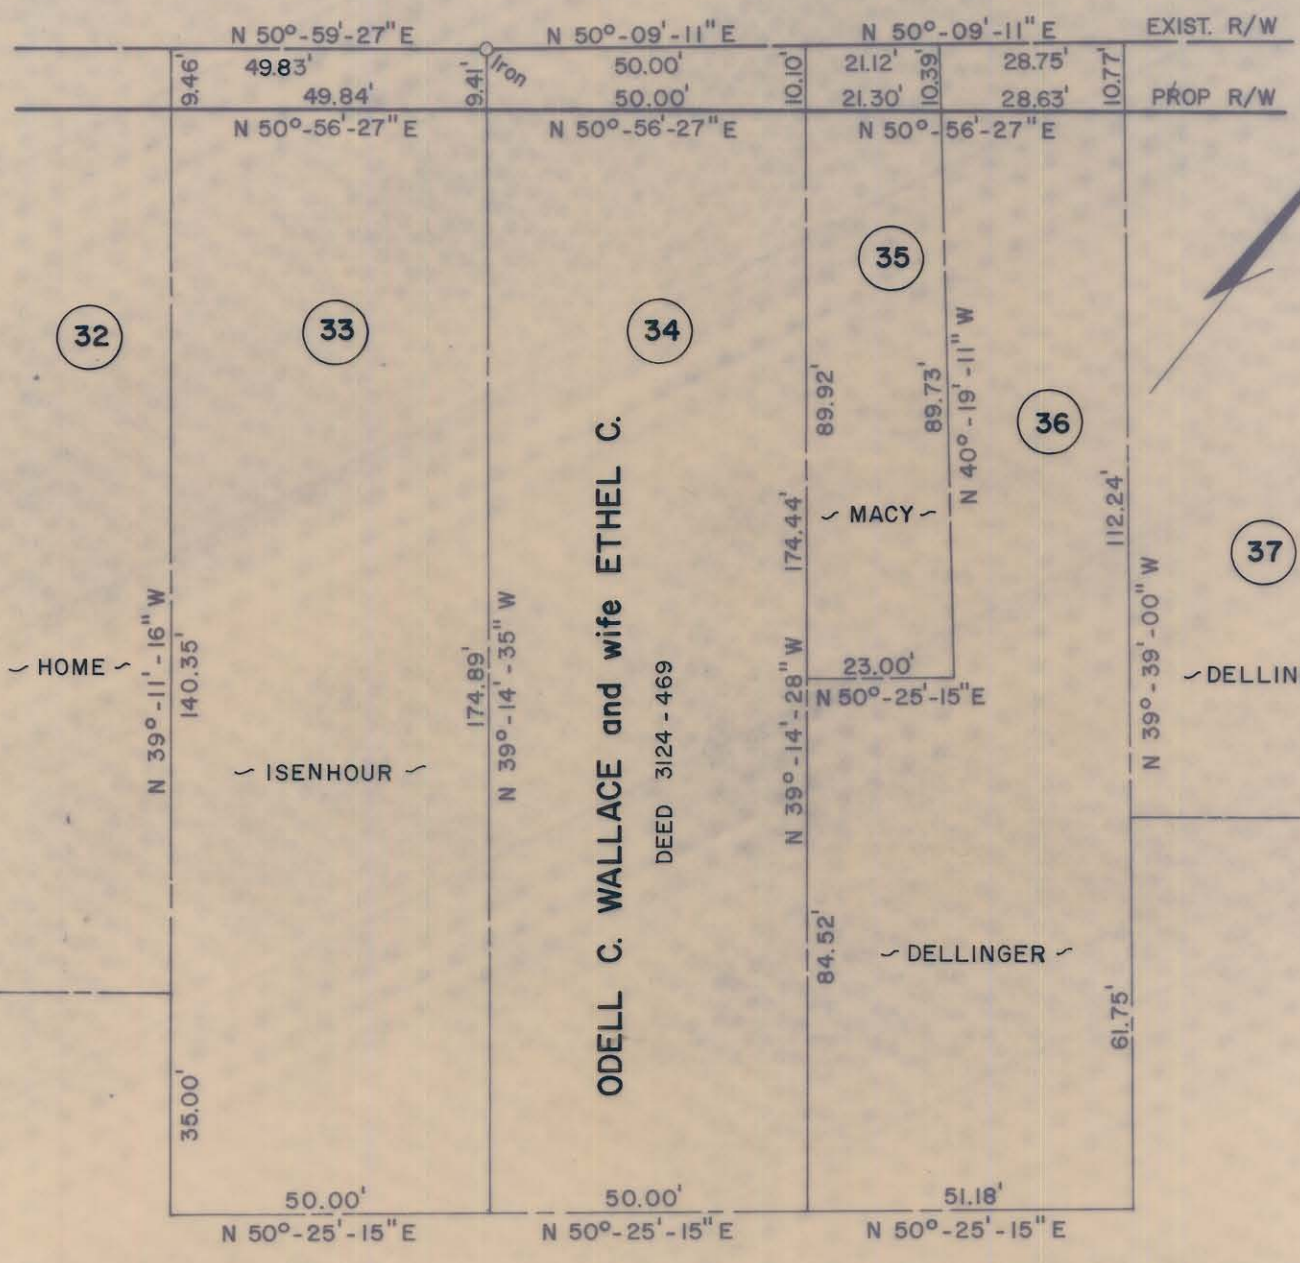 N 50°-59'-27" E
N 50°-09'-11" E
N 50°-09'-11" E
EXIST. R/W
9.46'
49.83'
9.41'
Iron
50.00'
10.10'
21.12'
10.39'
28.75'
10.77'
49.84'
50.00'
21.30'
28.63'
PROP R/W
N 50°-56'-27" E
N 50°-56'-27" E
N 50°-56'-27" E
32
33
34
35
36
37
89.92'
89.73'
N 40°-19'-11" W
174.44'
~ MACY ~
112.24'
~ HOME ~
N 39°-11'-16" W
140.35'
~ ISENHOUR ~
174.89'
N 39°-14'-35" W
ODELL C. WALLACE and wife ETHEL C.
DEED 3124-469
N 39°-14'-28" W
23.00'
N 50°-25'-15" E
N 39°-39'-00" W
~ DELLIN
84.52'
~ DELLINGER ~
61.75'
35.00'
50.00'
50.00'
51.18'
N 50°-25'-15" E
N 50°-25'-15" E
N 50°-25'-15" E